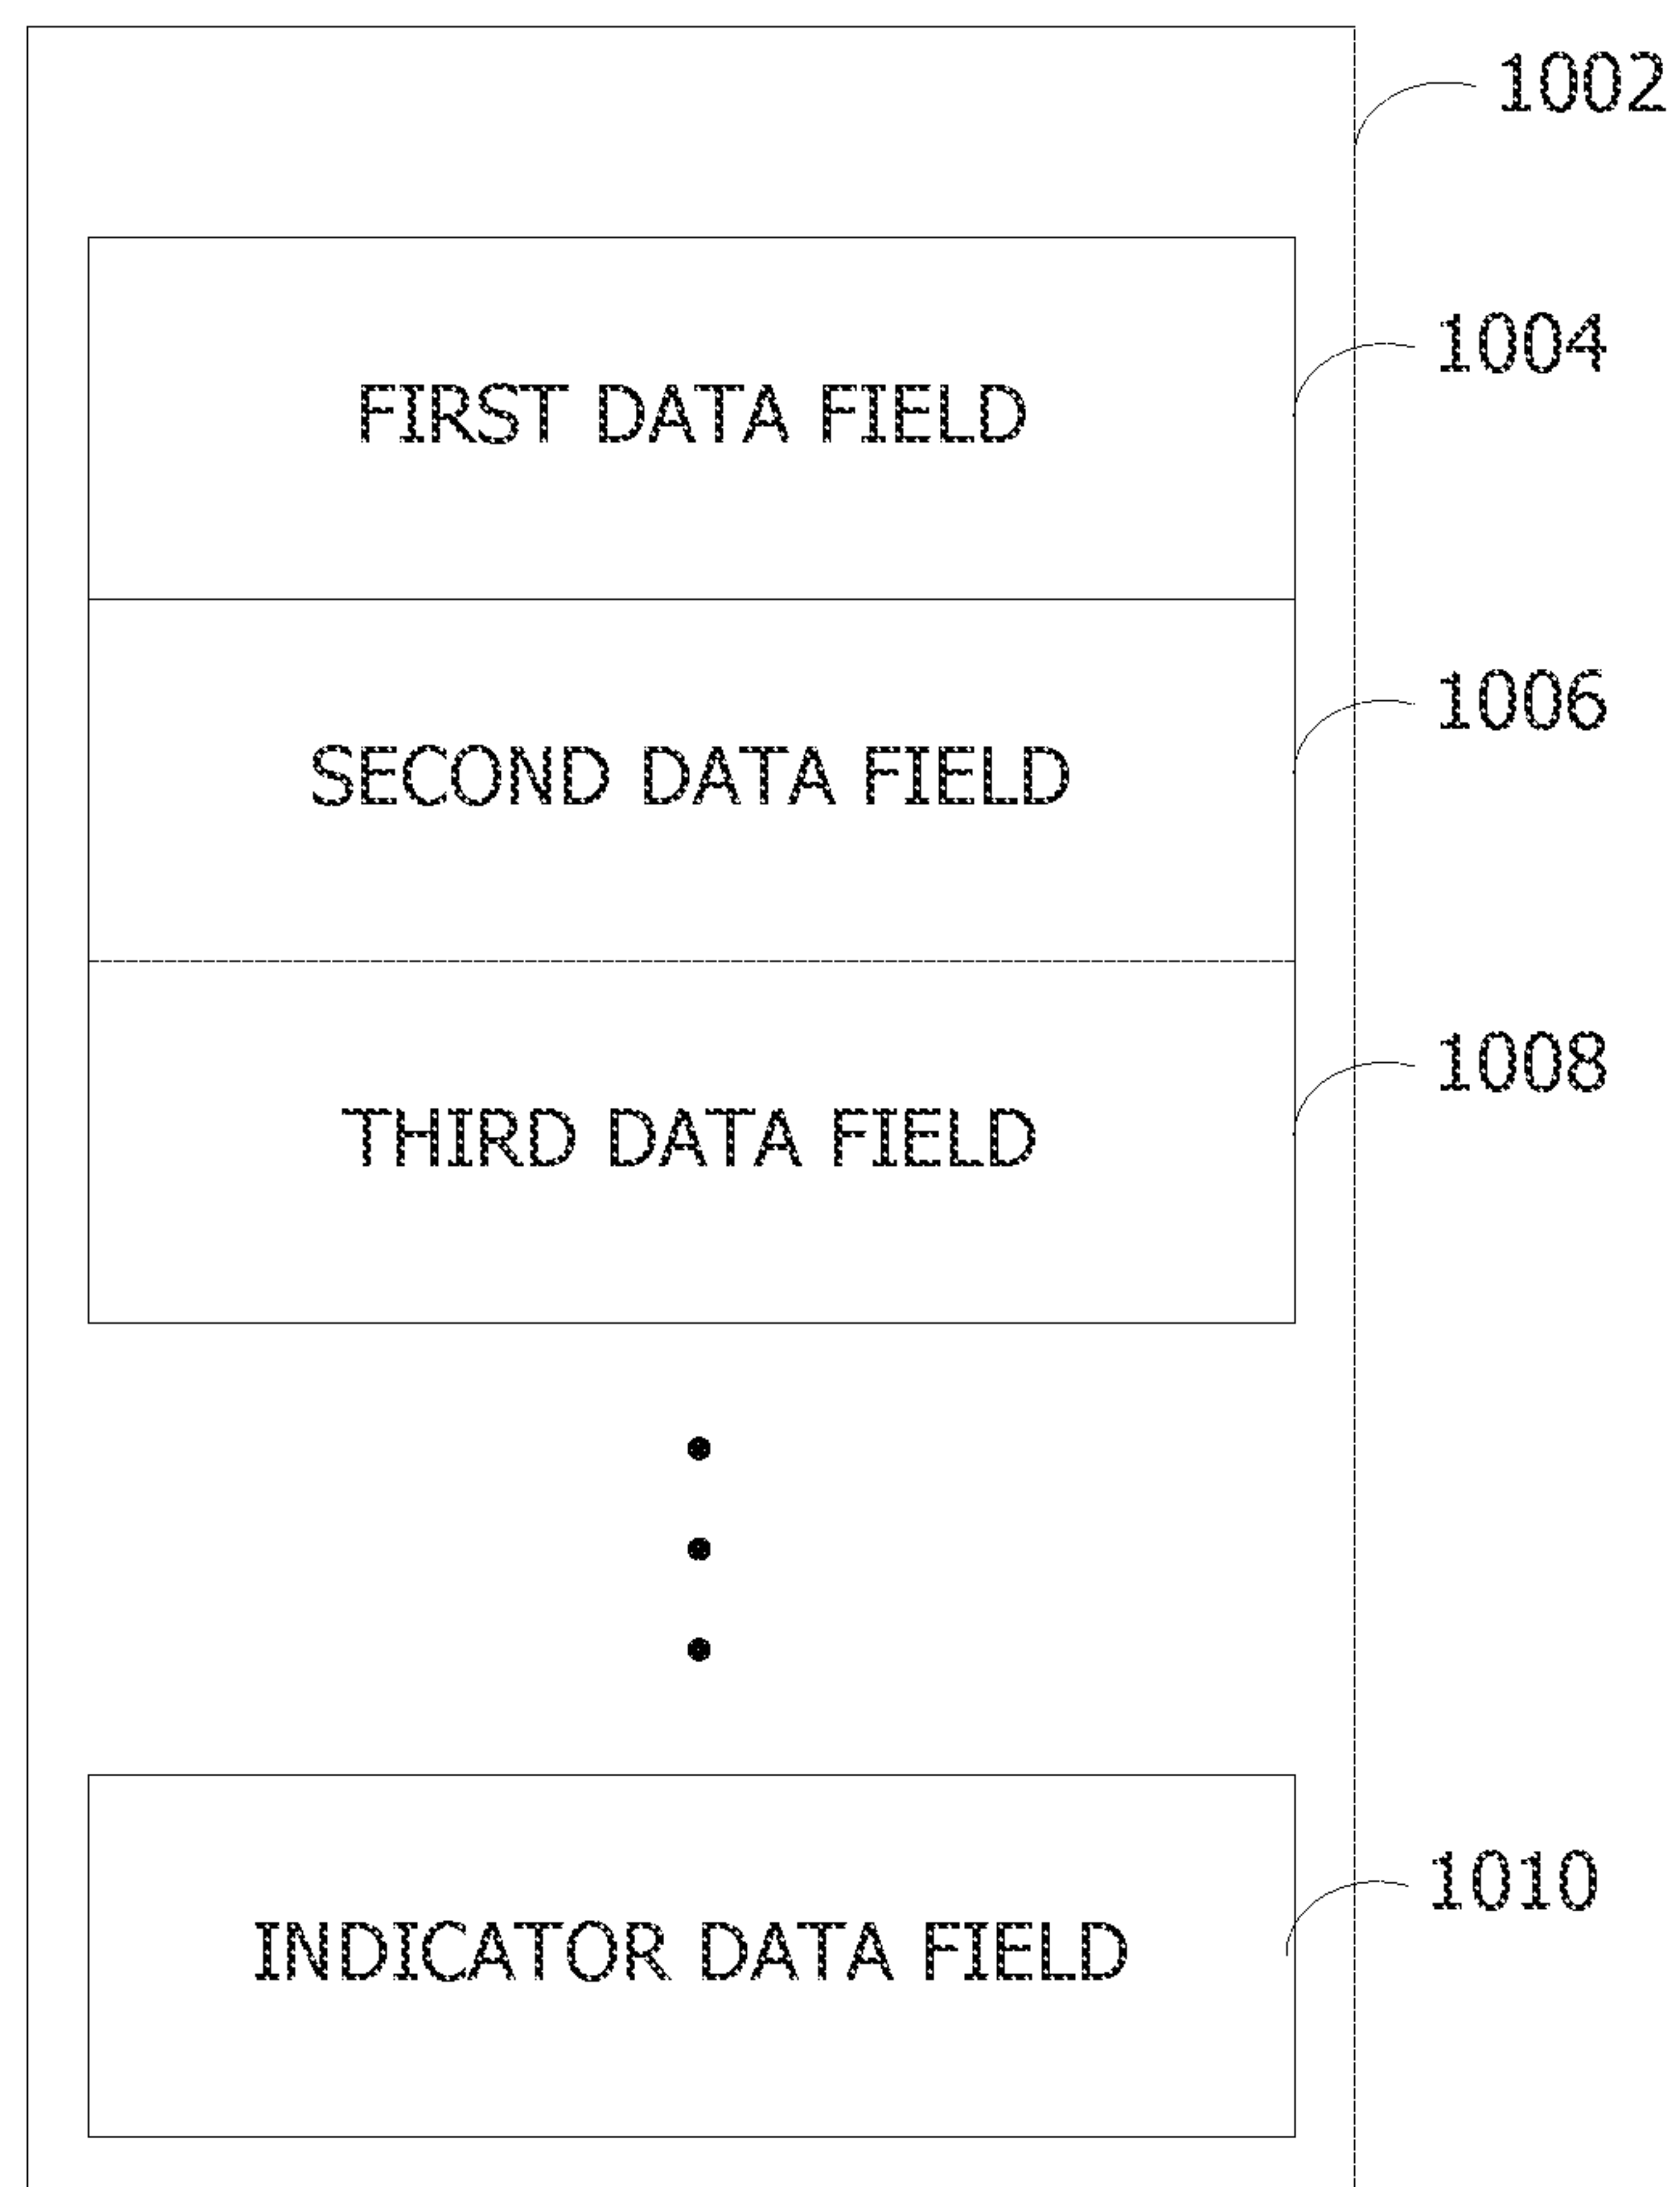 1002
1004
FIRST DATA FIELD
1006
SECOND DATA FIELD
1008
THIRD DATA FIELD
1010
INDICATOR DATA FIELD